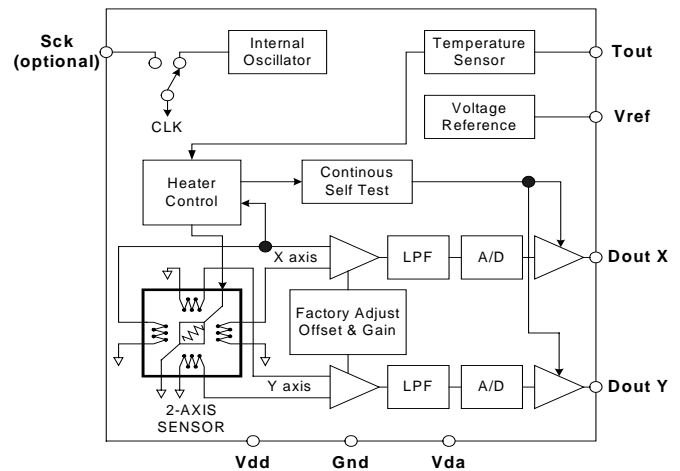 Sck
(optional)
Internal
Oscillator
Temperature
Sensor
Tout
CLK
Voltage
Reference
Vref
Heater
Control
Continous
Self Test
X axis
LPF
A/D
Dout X
Factory Adjust
Offset & Gain
Y axis
LPF
A/D
Dout Y
2-AXIS
SENSOR
Vdd
Gnd
Vda